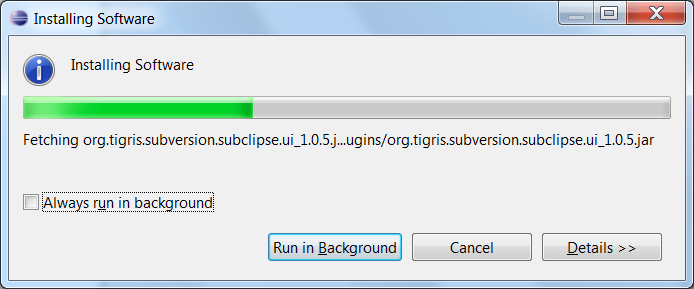 Installing Software
Installing Software
Fetching org.tigris.subversion.subclipse.ui_1.0.5.j...ugins/org.tigris.subversion.subclipse.ui_1.0.5.jar
Always run in background
Run in Background Cancel Details >>